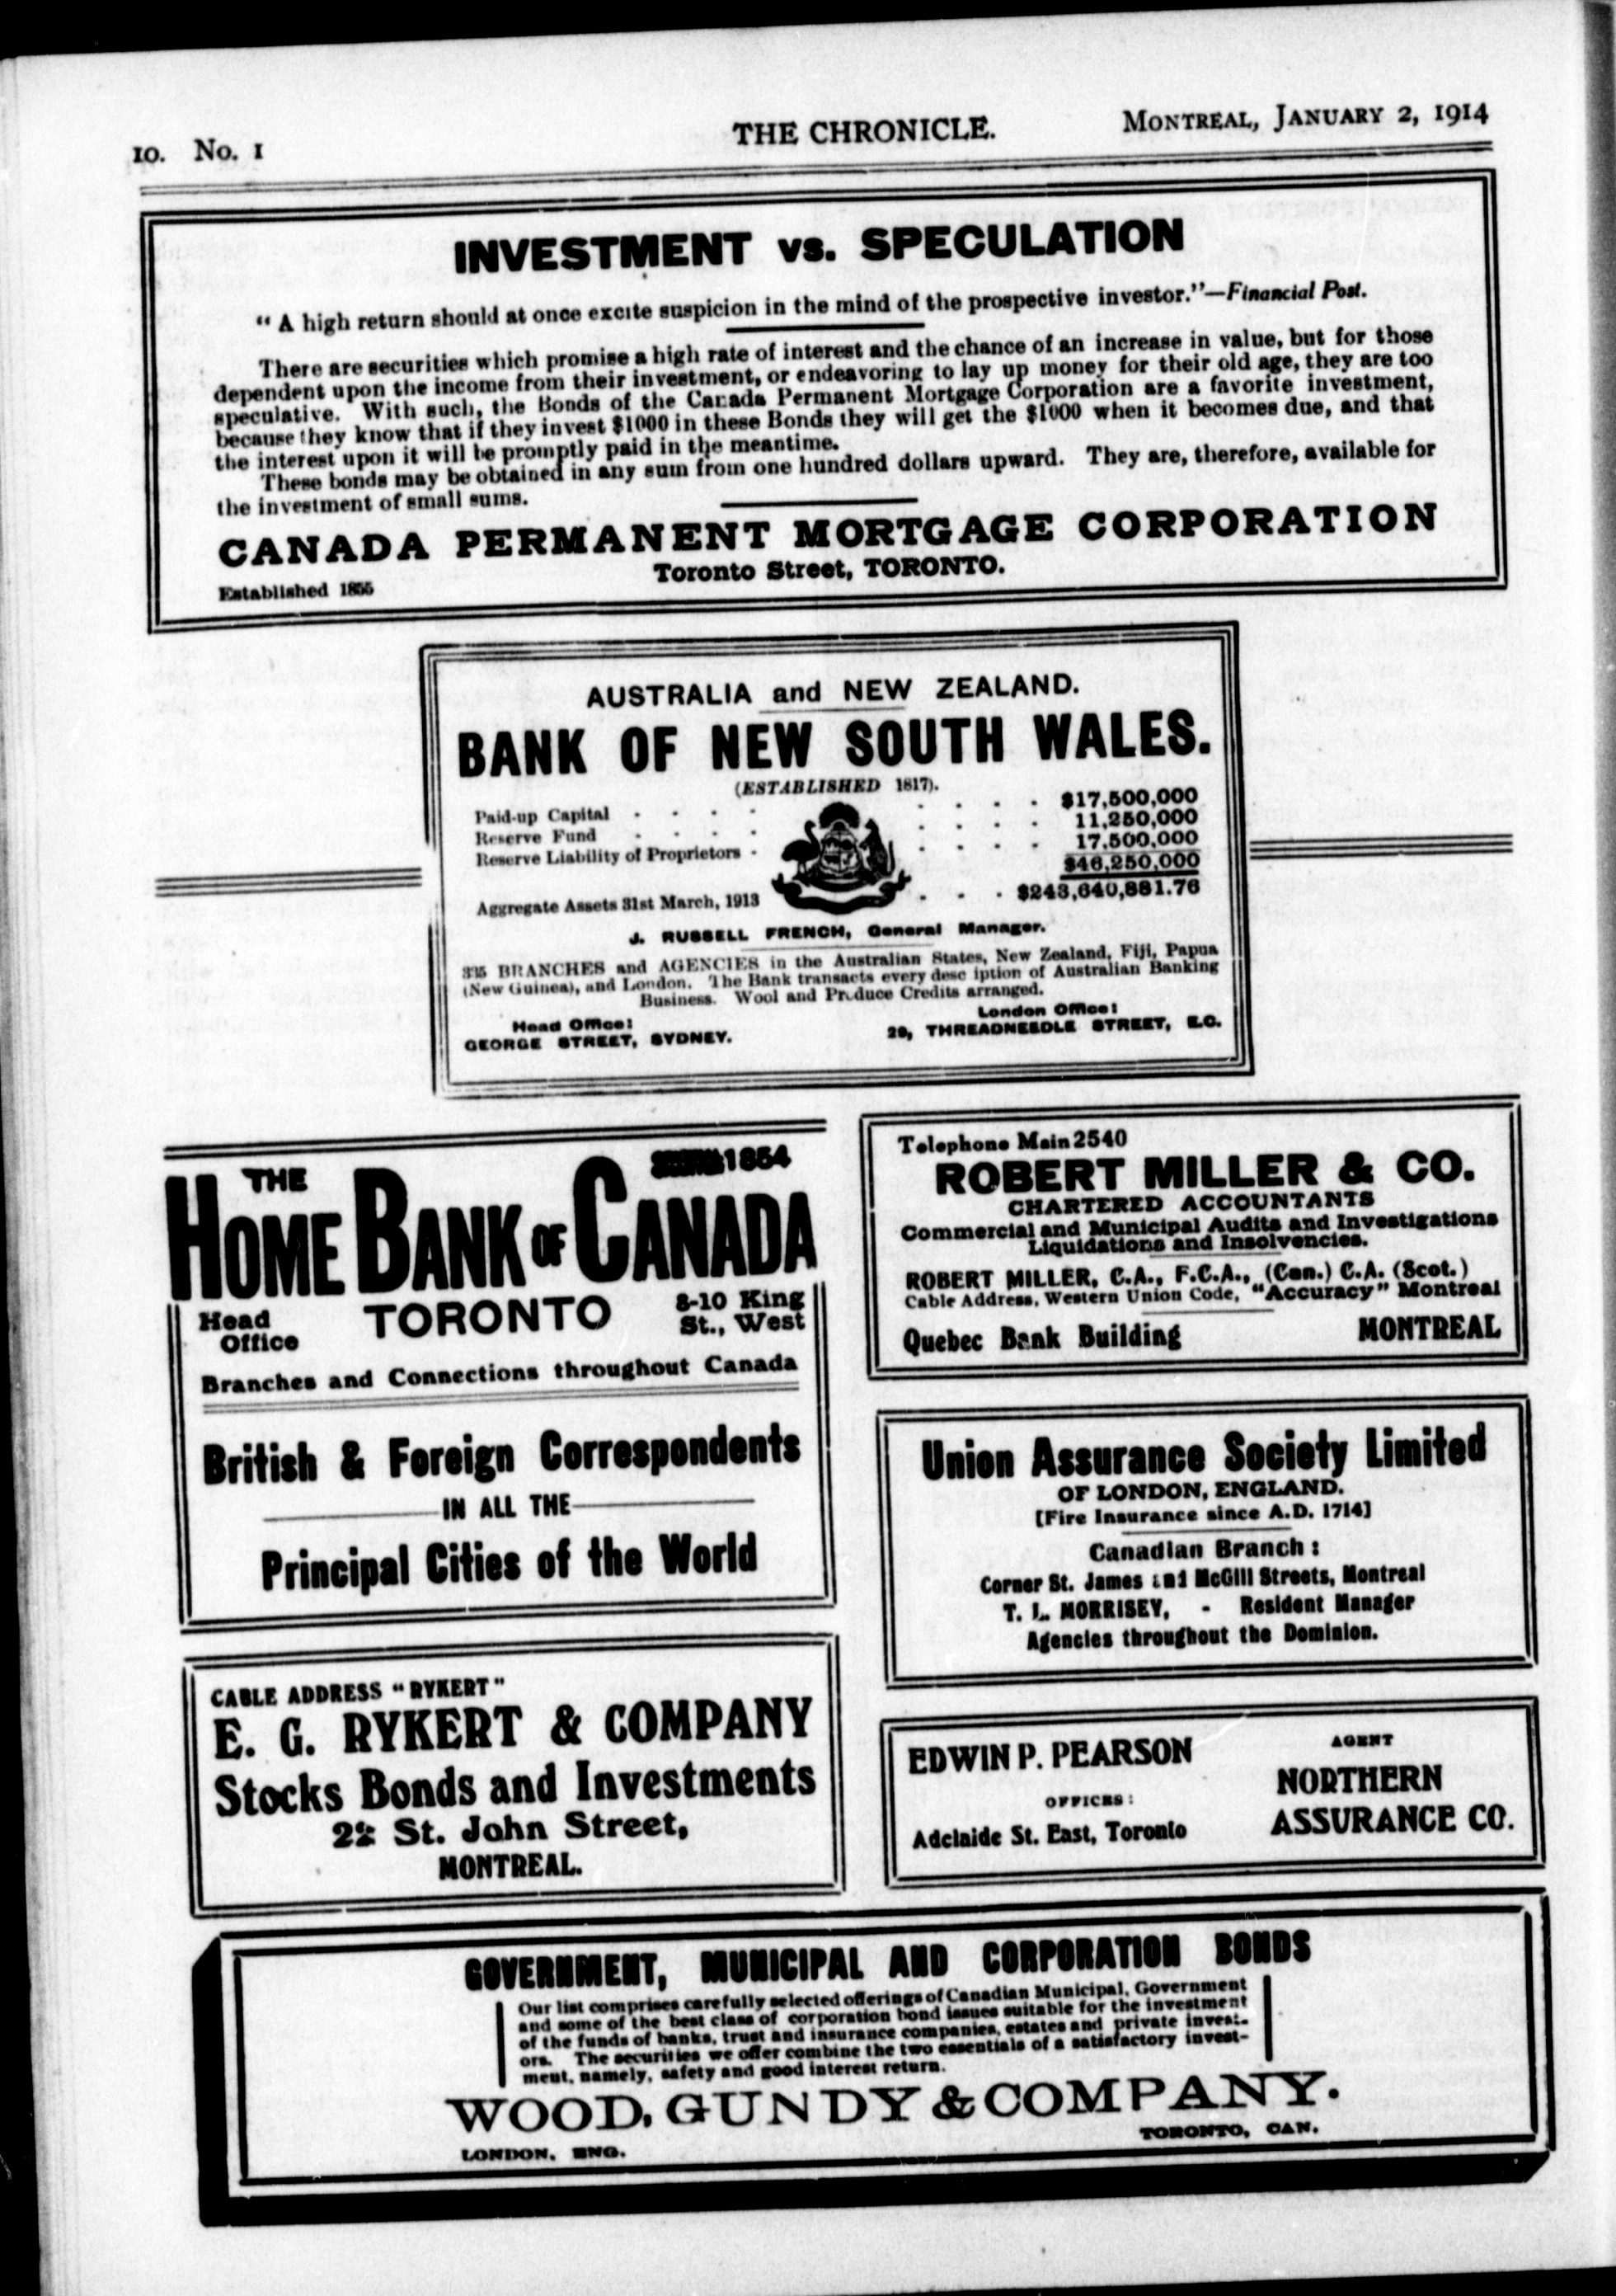 10. No. 1
THE CHRONICLE.
MONTREAL, JANUARY 2, 1914
INVESTMENT vs. SPECULATION
"A high return should at once excite suspicion in the mind of the prospective investor."—Financial Post.
There are securities which promise a high rate of interest and the chance of an increase in value, but for those
dependent upon the income from their investment, or endeavoring to lay up money for their old age, they are too
speculative. With such, the Bonds of the Canada Permanent Mortgage Corporation are a favorite investment,
because they know that if they invest $1000 in these Bonds they will get the $1000 when it becomes due, and that
the interest upon it will be promptly paid in the meantime.
These bonds may be obtained in any sum from one hundred dollars upward. They are, therefore, available for
the investment of small sums.
CANADA PERMANENT MORTGAGE CORPORATION
Toronto Street, TORONTO.
Established 1855
AUSTRALIA and NEW ZEALAND.
BANK OF NEW SOUTH WALES.
(ESTABLISHED 1817).
Paid-up Capital . . . . . . . . $17,500,000
Reserve Fund . . . . . . . . 11,250,000
Reserve Liability of Proprietors . . . . . 17,500,000
$46,250,000
Aggregate Assets 31st March, 1913 . . . $243,640,881.76
J. RUSSELL FRENCH, General Manager.
335 BRANCHES and AGENCIES in the Australian States, New Zealand, Fiji, Papua
(New Guinea), and London. The Bank transacts every desc iption of Australian Banking
Business. Wool and Produce Credits arranged.
Head Office:
GEORGE STREET, SYDNEY.
London Office:
29, THREADNEEDLE STREET, E.C.
THE
1854
HOME BANK OF CANADA
Head
Office
TORONTO
8-10 King
St., West
Branches and Connections throughout Canada
British & Foreign Correspondents
IN ALL THE
Principal Cities of the World
Telephone Main 2540
ROBERT MILLER & CO.
CHARTERED ACCOUNTANTS
Commercial and Municipal Audits and Investigations
Liquidations and Insolvencies.
ROBERT MILLER, C.A., F.C.A., (Can.) C.A. (Scot.)
Cable Address, Western Union Code, "Accuracy" Montreal
Quebec Bank Building MONTREAL
Union Assurance Society Limited
OF LONDON, ENGLAND.
[Fire Insurance since A.D. 1714]
Canadian Branch:
Corner St. James and McGill Streets, Montreal
T. L. MORRISEY, - Resident Manager
Agencies throughout the Dominion.
CABLE ADDRESS "RYKERT"
E. G. RYKERT & COMPANY
Stocks Bonds and Investments
St. John Street,
MONTREAL.
EDWIN P. PEARSON
OFFICES:
Adelaide St. East, Toronto
AGENT
NORTHERN
ASSURANCE CO.
GOVERNMENT, MUNICIPAL AND CORPORATION BONDS
Our list comprises carefully selected offerings of Canadian Municipal, Government
and some of the best class of corporation bond issues suitable for the investment
of the funds of banks, trust and insurance companies, estates and private invest-
ors. The securities we offer combine the two essentials of a satisfactory invest-
ment, namely, safety and good interest return.
WOOD, GUNDY & COMPANY.
LONDON, ENG.
TORONTO, CAN.